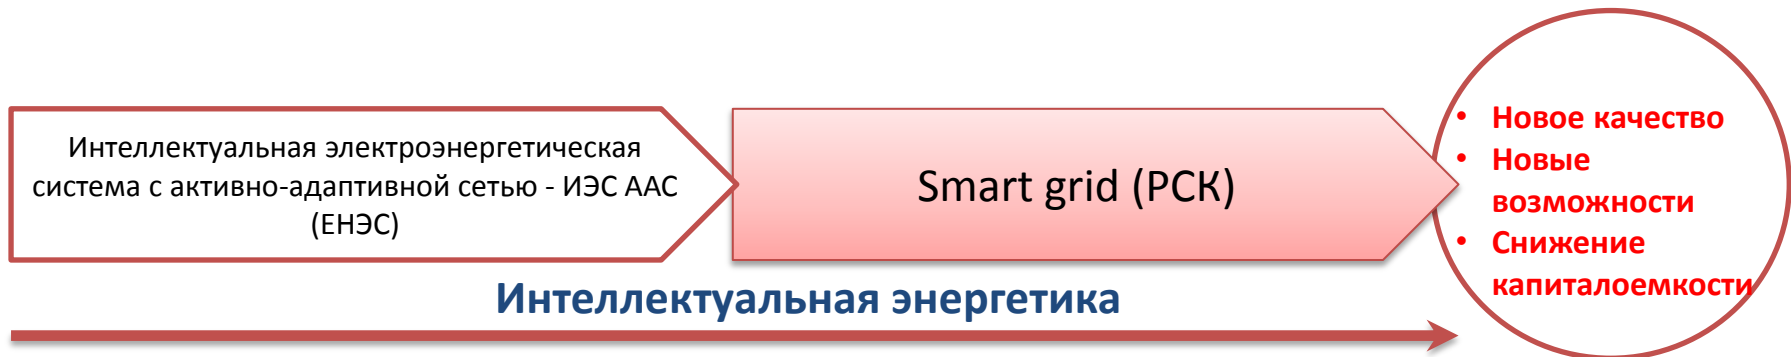 Интеллектуальная электроэнергетическая
система с активно-адаптивной сетью - ИЭС ААС
(ЕНЭС)
Smart grid (РСК)
• Новое качество
• Новые
возможности
• Снижение
капиталоемкости
Интеллектуальная энергетика